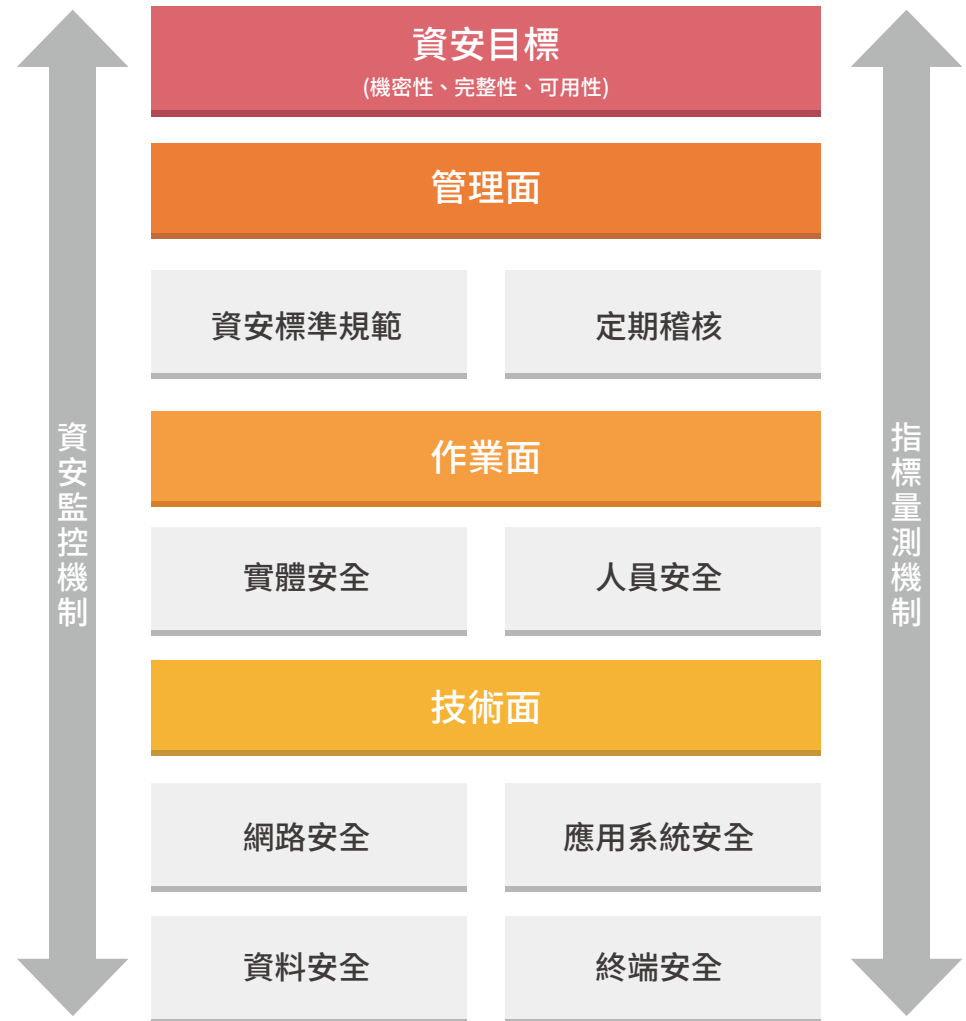 資安目標
(機密性、完整性、可用性)
管理面
資安標準規範
定期稽核
作業面
實體安全
人員安全
技術面
網路安全
應用系統安全
資料安全
終端安全
資安監控機制
指標量測機制